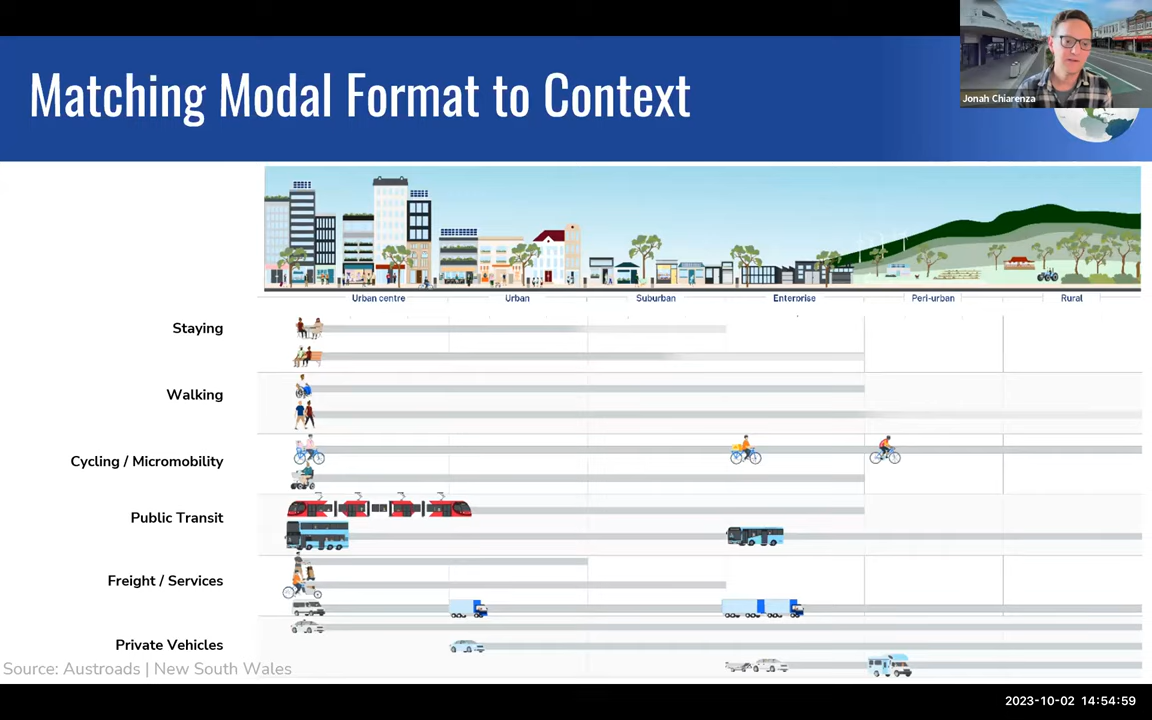 Matching Modal Format to Context
Jonah Chiarenza
Urban centre
Urban
Suburban
Enterprise
Peri-urban
Rural
Staying
Walking
Cycling / Micromobility
Public Transit
Freight / Services
Private Vehicles
Source: Austroads | New South Wales
2023-10-02 14:54:59